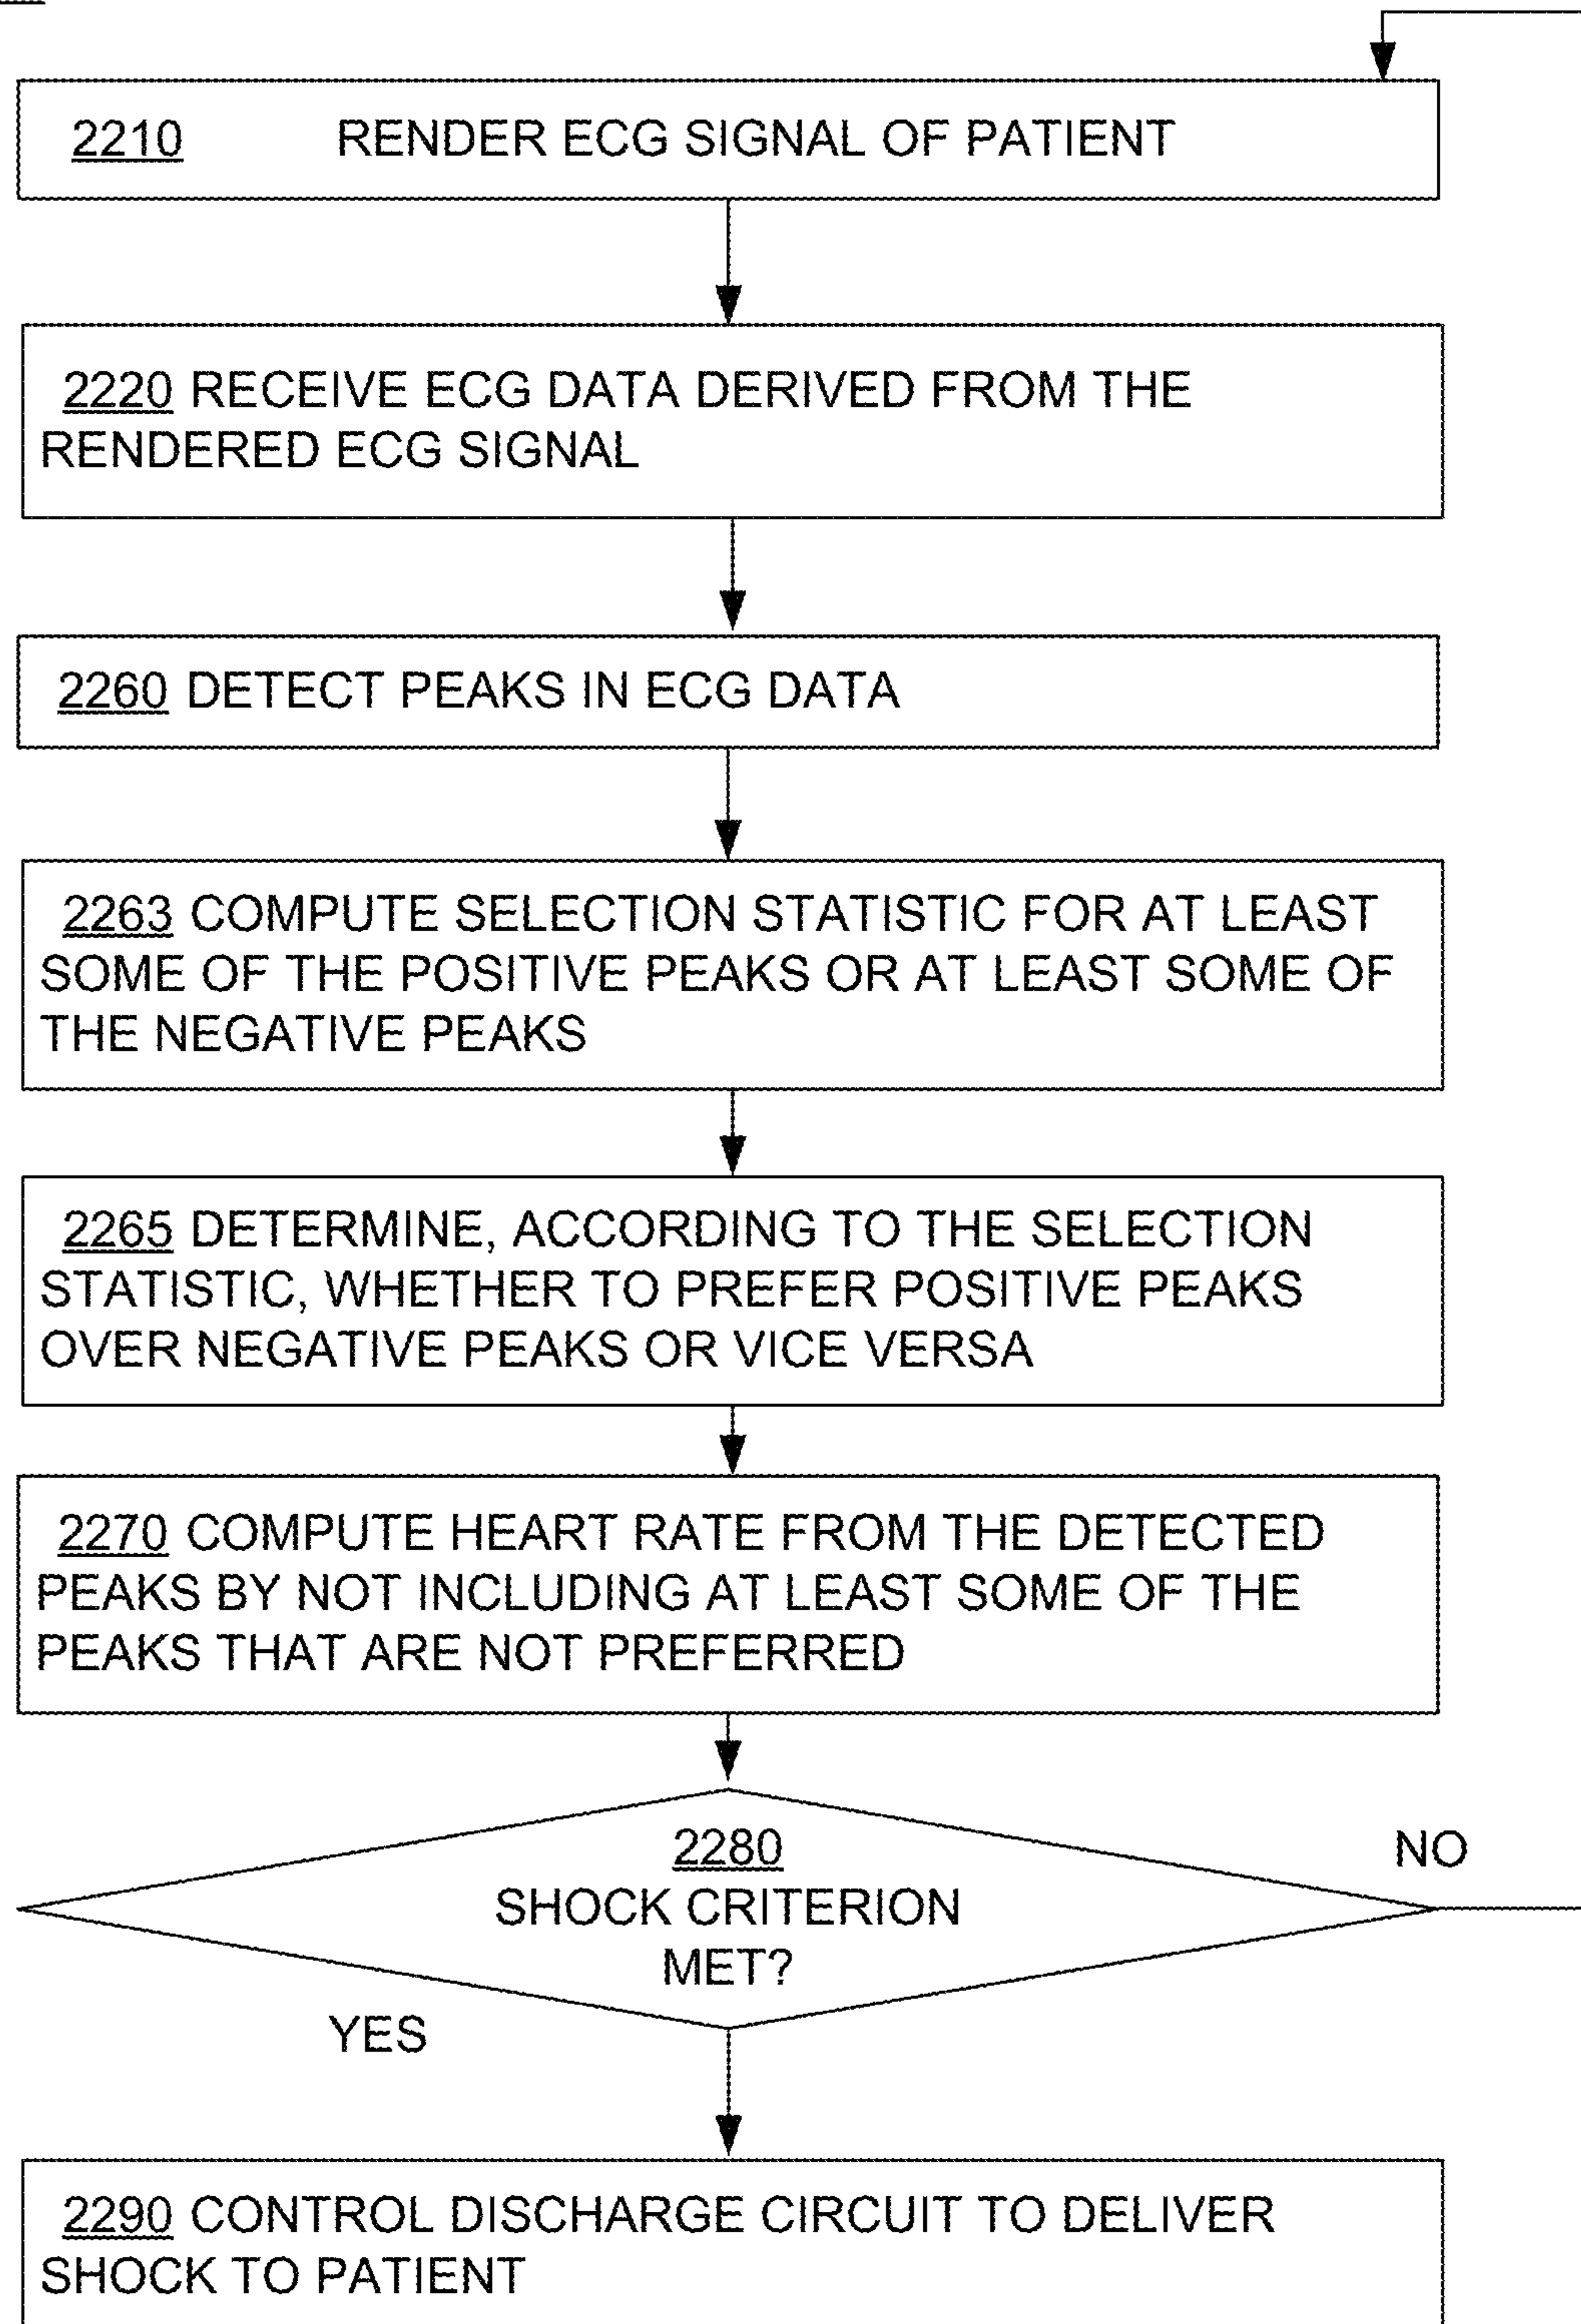 2210 RENDER ECG SIGNAL OF PATIENT
2220 RECEIVE ECG DATA DERIVED FROM THE
RENDERED ECG SIGNAL
2260 DETECT PEAKS IN ECG DATA
2263 COMPUTE SELECTION STATISTIC FOR AT LEAST
SOME OF THE POSITIVE PEAKS OR AT LEAST SOME OF
THE NEGATIVE PEAKS
2265 DETERMINE, ACCORDING TO THE SELECTION
STATISTIC, WHETHER TO PREFER POSITIVE PEAKS
OVER NEGATIVE PEAKS OR VICE VERSA
2270 COMPUTE HEART RATE FROM THE DETECTED
PEAKS BY NOT INCLUDING AT LEAST SOME OF THE
PEAKS THAT ARE NOT PREFERRED
2280
SHOCK CRITERION
MET?
NO
YES
2290 CONTROL DISCHARGE CIRCUIT TO DELIVER
SHOCK TO PATIENT